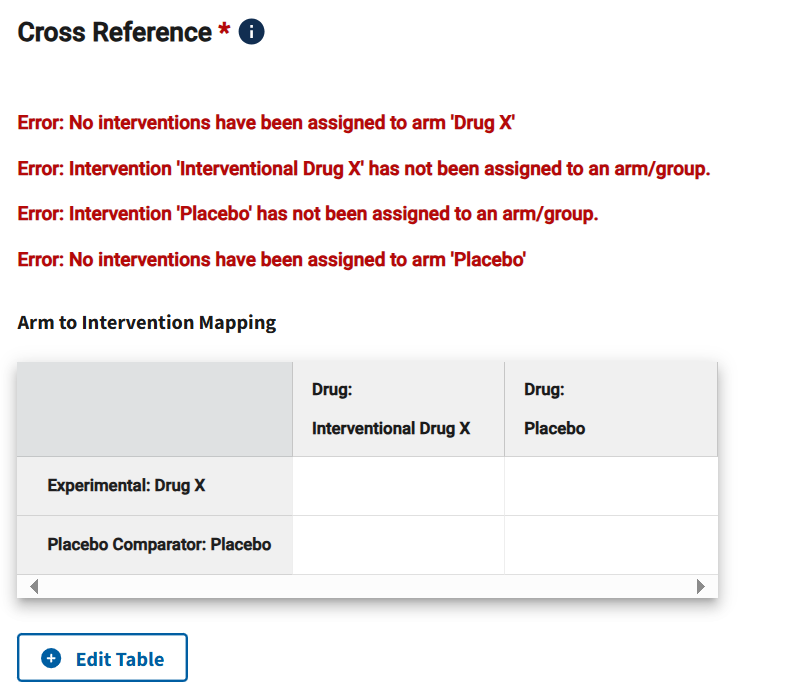 Cross Reference *
Error: No interventions have been assigned to arm 'Drug X'
Error: Intervention 'Interventional Drug X' has not been assigned to an arm/group.
Error: Intervention 'Placebo' has not been assigned to an arm/group.
Error: No interventions have been assigned to arm 'Placebo'
Arm to Intervention Mapping
Drug: Drug:
Interventional Drug X Placebo
Experimental: Drug X
Placebo Comparator: Placebo
Edit Table